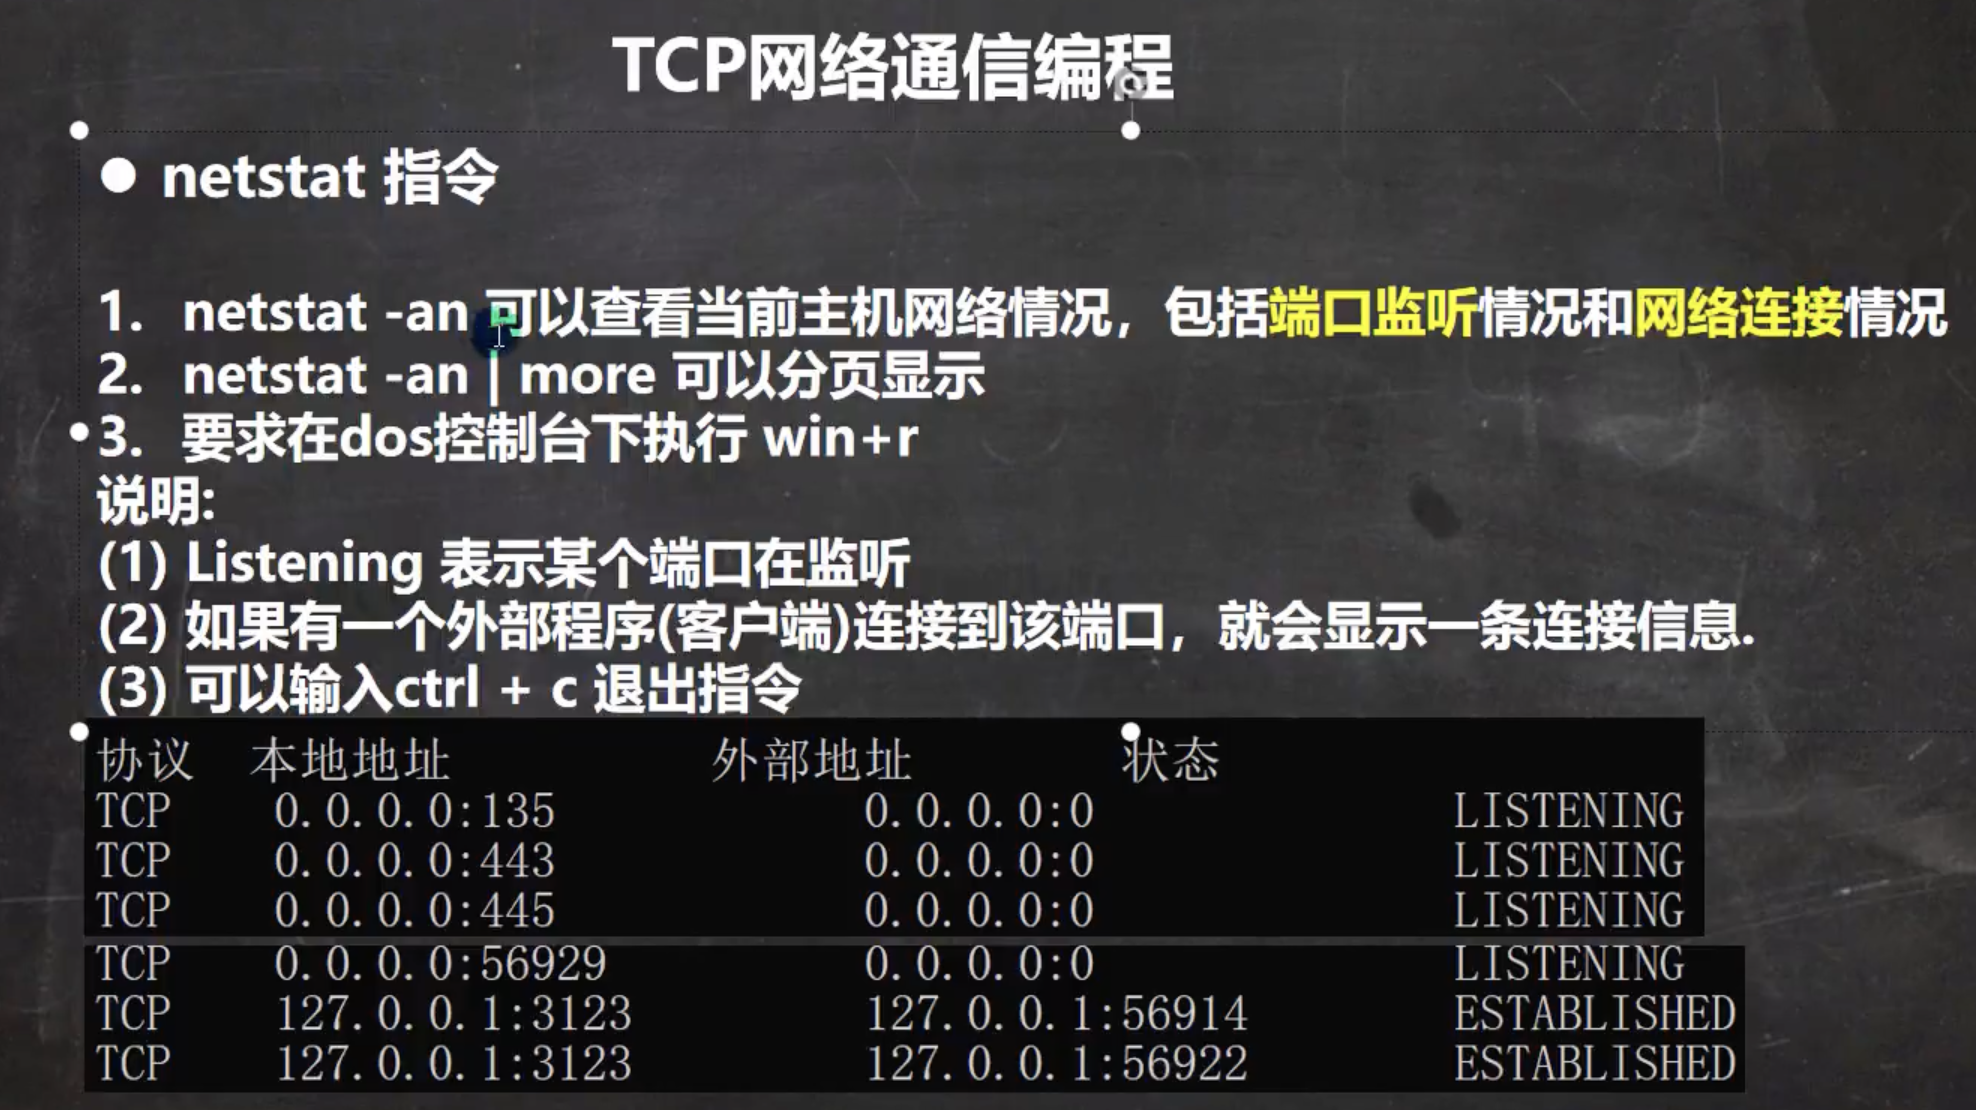 TCP网络通信编程
● netstat 指令
1. netstat -an 可以查看当前主机网络情况，包括端口监听情况和网络连接情况
2. netstat -an | more 可以分页显示
3. 要求在dos控制台下执行 win+r
说明:
(1) Listening 表示某个端口在监听
(2) 如果有一个外部程序(客户端)连接到该端口，就会显示一条连接信息.
(3) 可以输入ctrl + c 退出指令
协议 本地地址 外部地址 状态
TCP 0.0.0.0:135 0.0.0.0:0 LISTENING
TCP 0.0.0.0:443 0.0.0.0:0 LISTENING
TCP 0.0.0.0:445 0.0.0.0:0 LISTENING
TCP 0.0.0.0:56929 0.0.0.0:0 LISTENING
TCP 127.0.0.1:3123 127.0.0.1:56914 ESTABLISHED
TCP 127.0.0.1:3123 127.0.0.1:56922 ESTABLISHED